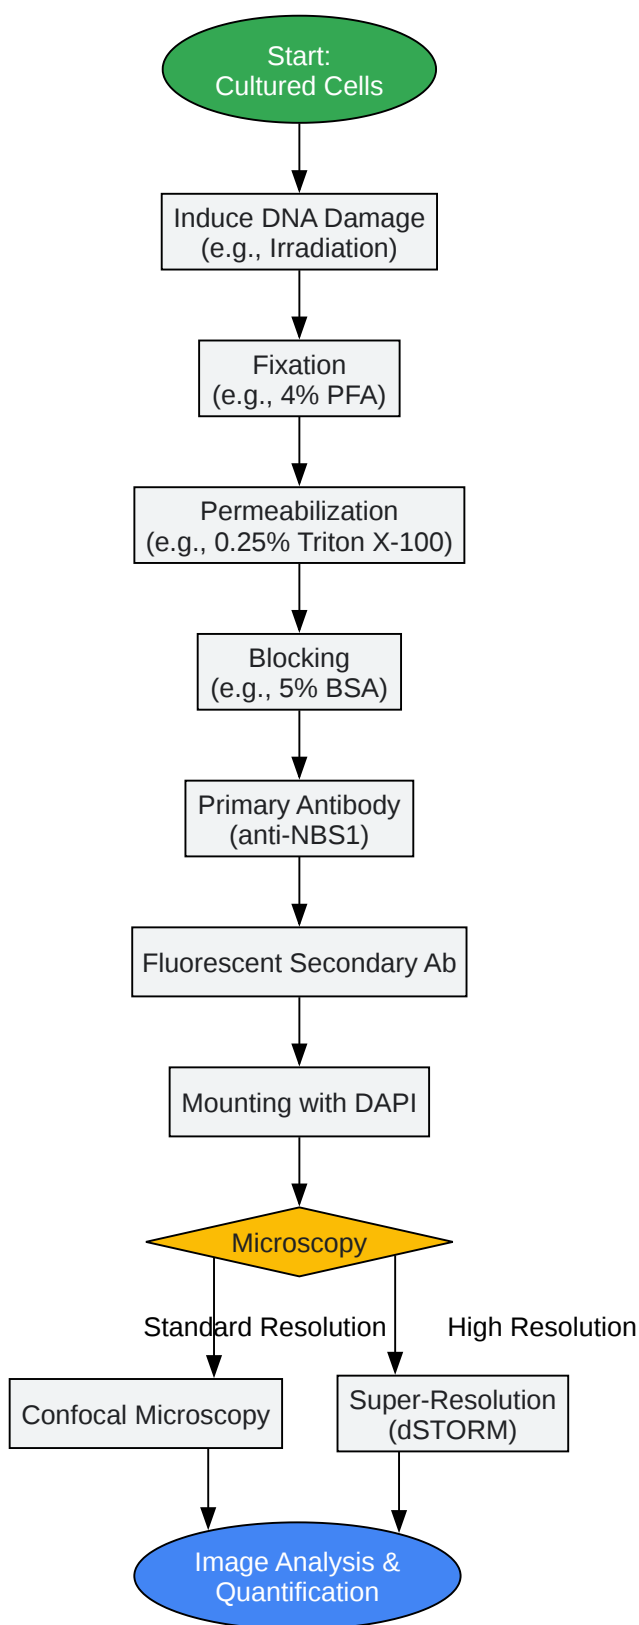 Start:
Cultured Cells
Induce DNA Damage
(e.g., Irradiation)
Fixation
(e.g., 4% PFA)
Permeabilization
(e.g., 0.25% Triton X-100)
Blocking
(e.g., 5% BSA)
Primary Antibody
(anti-NBS1)
Fluorescent Secondary Ab
Mounting with DAPI
Microscopy
Standard Resolution
High Resolution
Confocal Microscopy
Super-Resolution
(dSTORM)
Image Analysis &
Quantification